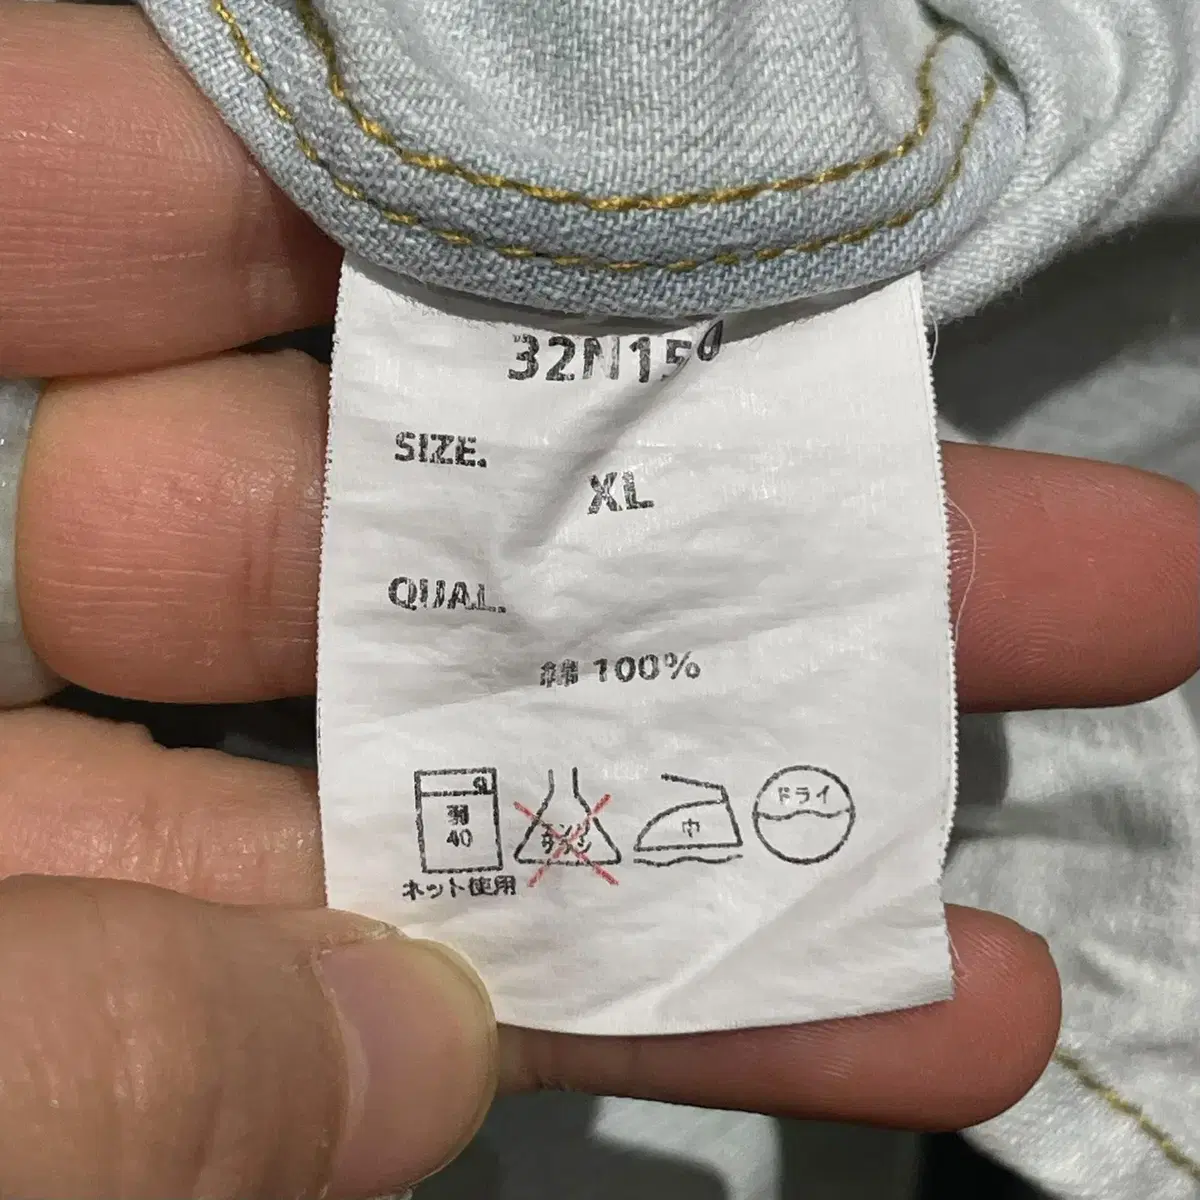 32N150
SIZE.
XL
QUAL.
綿 100%
弱
40
中
ドライ
ネット使用